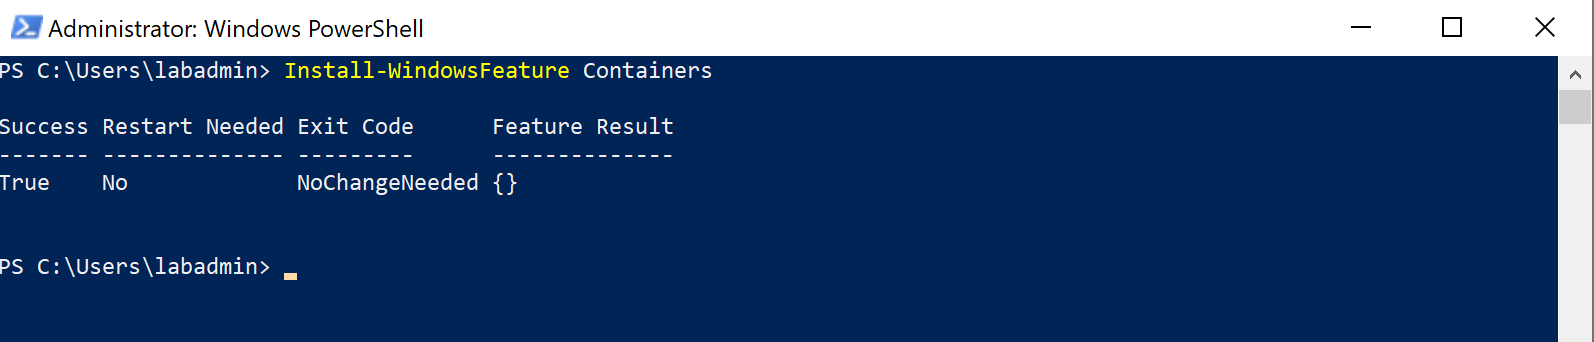 Administrator: Windows PowerShell
PS C:\Users\labadmin> Install-WindowsFeature Containers
Success Restart Needed Exit Code      Feature Result
------- -------------- ---------      --------------
True    No             NoChangeNeeded {}
PS C:\Users\labadmin>